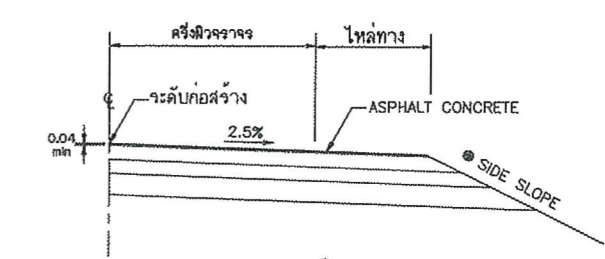 ครึ่งผิวจราจร
ไหล่ทาง
℄
ระดับก่อสร้าง
ASPHALT CONCRETE
0.04
min
2.5%
SIDE SLOPE